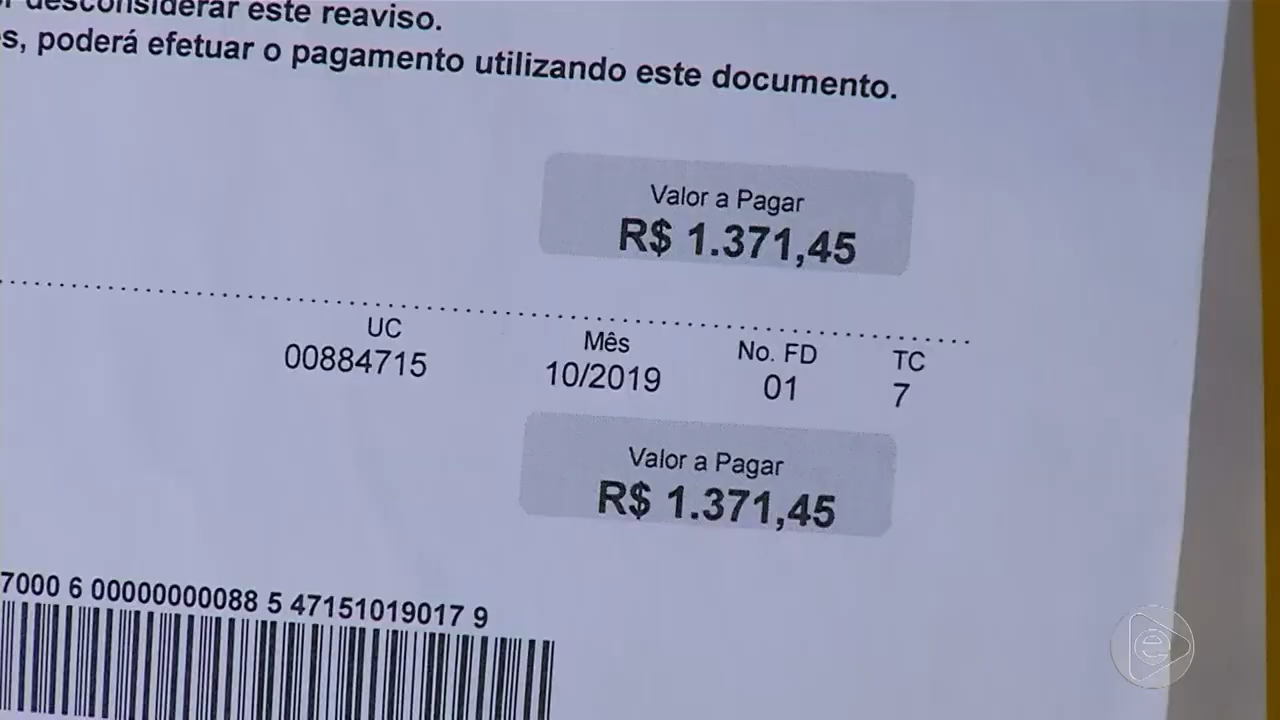 desconsiderar este reaviso.
s, poderá efetuar o pagamento utilizando este documento.
Valor a Pagar
R$ 1.371,45
UC Mês No. FD TC
00884715 10/2019 01 7
Valor a Pagar
R$ 1.371,45
7000 6 00000000088 5 47151019017 9
e